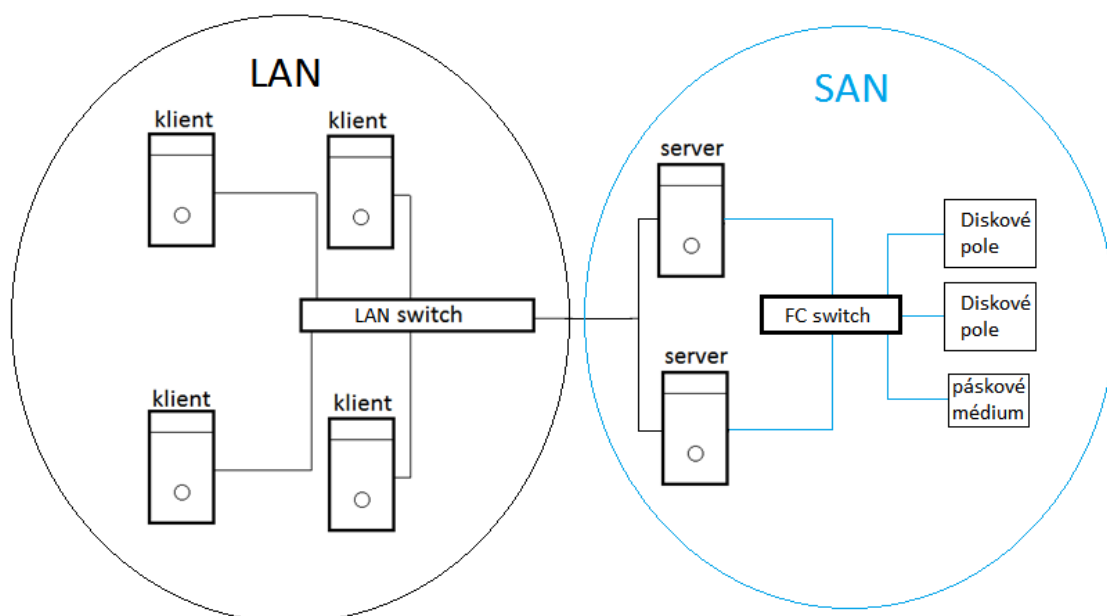 LAN
klient
klient
LAN switch
klient
klient
SAN
server
server
FC switch
Diskové
pole
Diskové
pole
páskové
médium